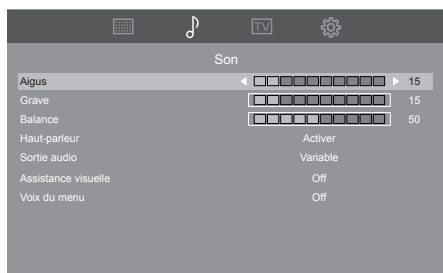 TV
Son
Aigus 15
Grave 15
Balance 50
Haut-parleur Activer
Sortie audio Variable
Assistance visuelle Off
Voix du menu Off